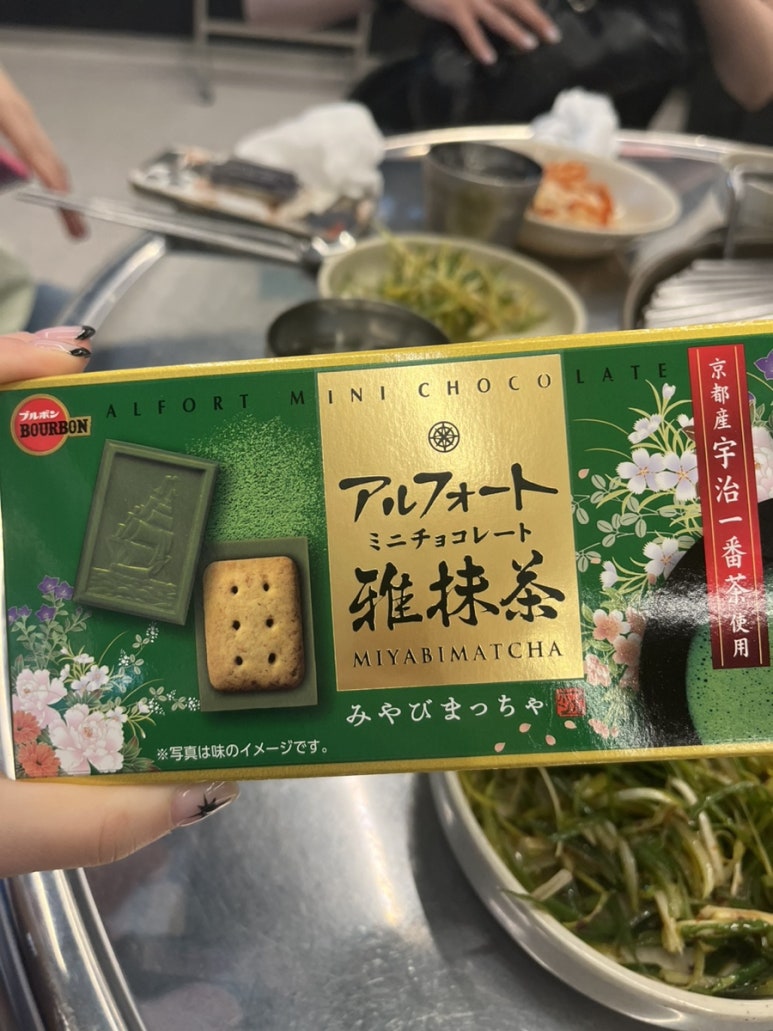 ブルボン
BOURBON
ALFORT MINI CHOCOLATE
アルフォート
ミニチョコレート
雅抹茶
MIYABIMATCHA
みやびまっちゃ
※写真は味のイメージです。
京都産宇治一番茶使用